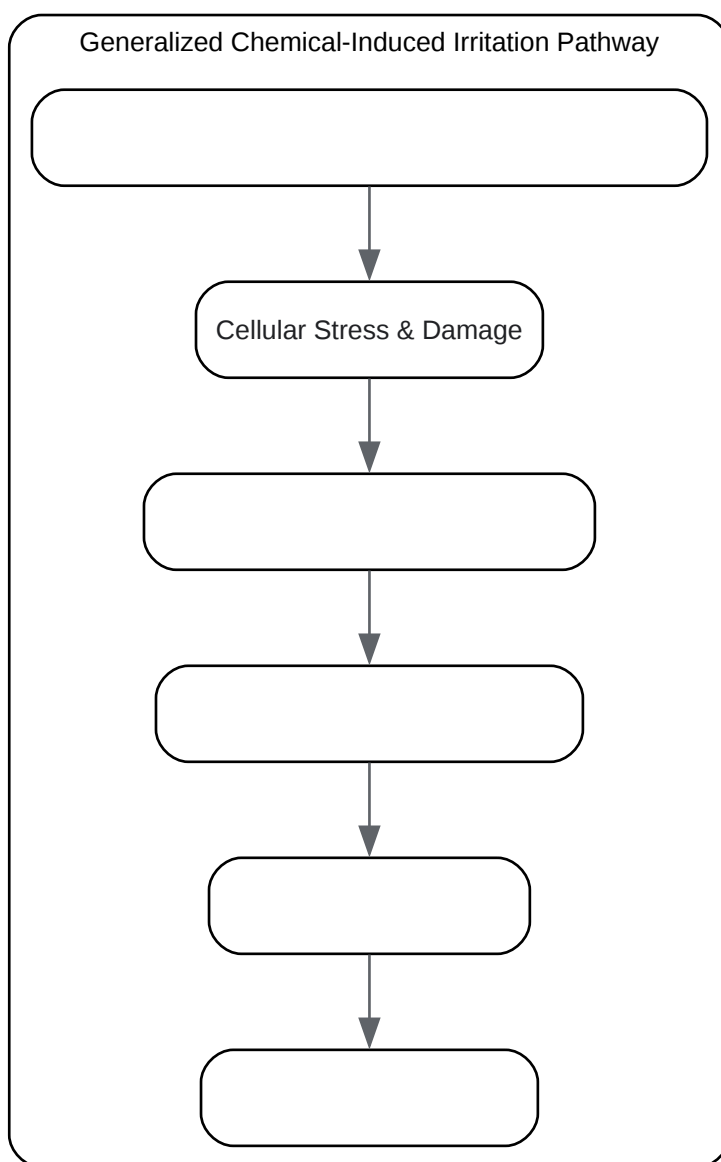 Generalized Chemical-Induced Irritation Pathway
Cellular Stress & Damage